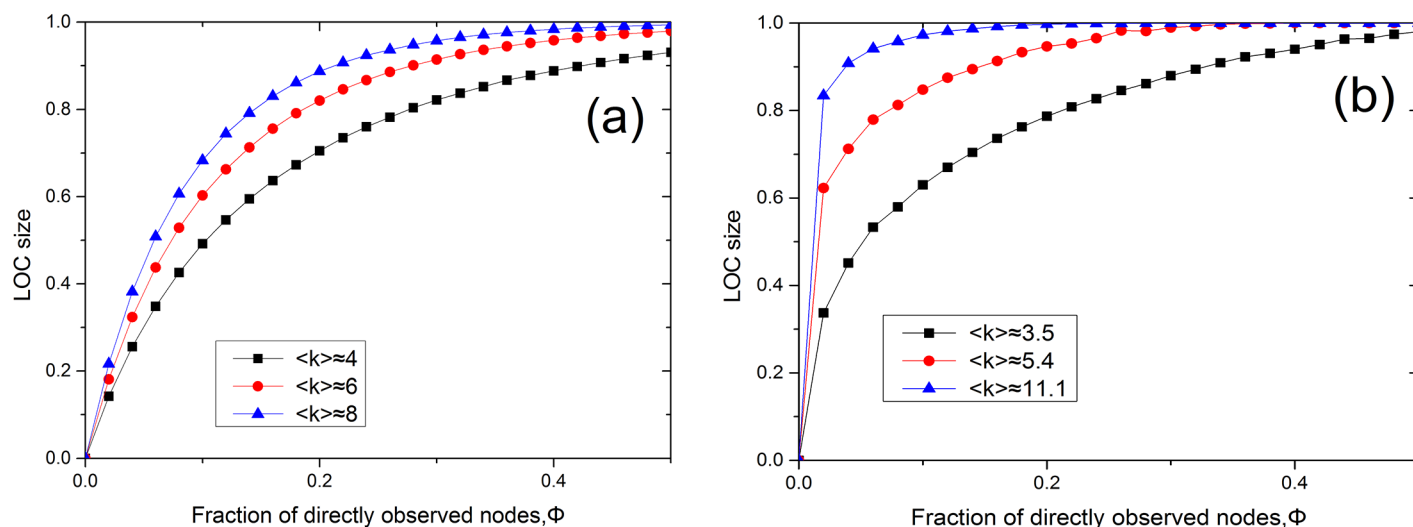 1.0
0.8
0.6
0.4
0.2
0.0
LOC size
(a)
<k>≈4
<k>≈6
<k>≈8
0.0
0.2
0.4
Fraction of directly observed nodes,Φ
1.0
0.8
0.6
0.4
0.2
0.0
LOC size
(b)
<k>≈3.5
<k>≈5.4
<k>≈11.1
0.0
0.2
0.4
Fraction of directly observed nodes,Φ